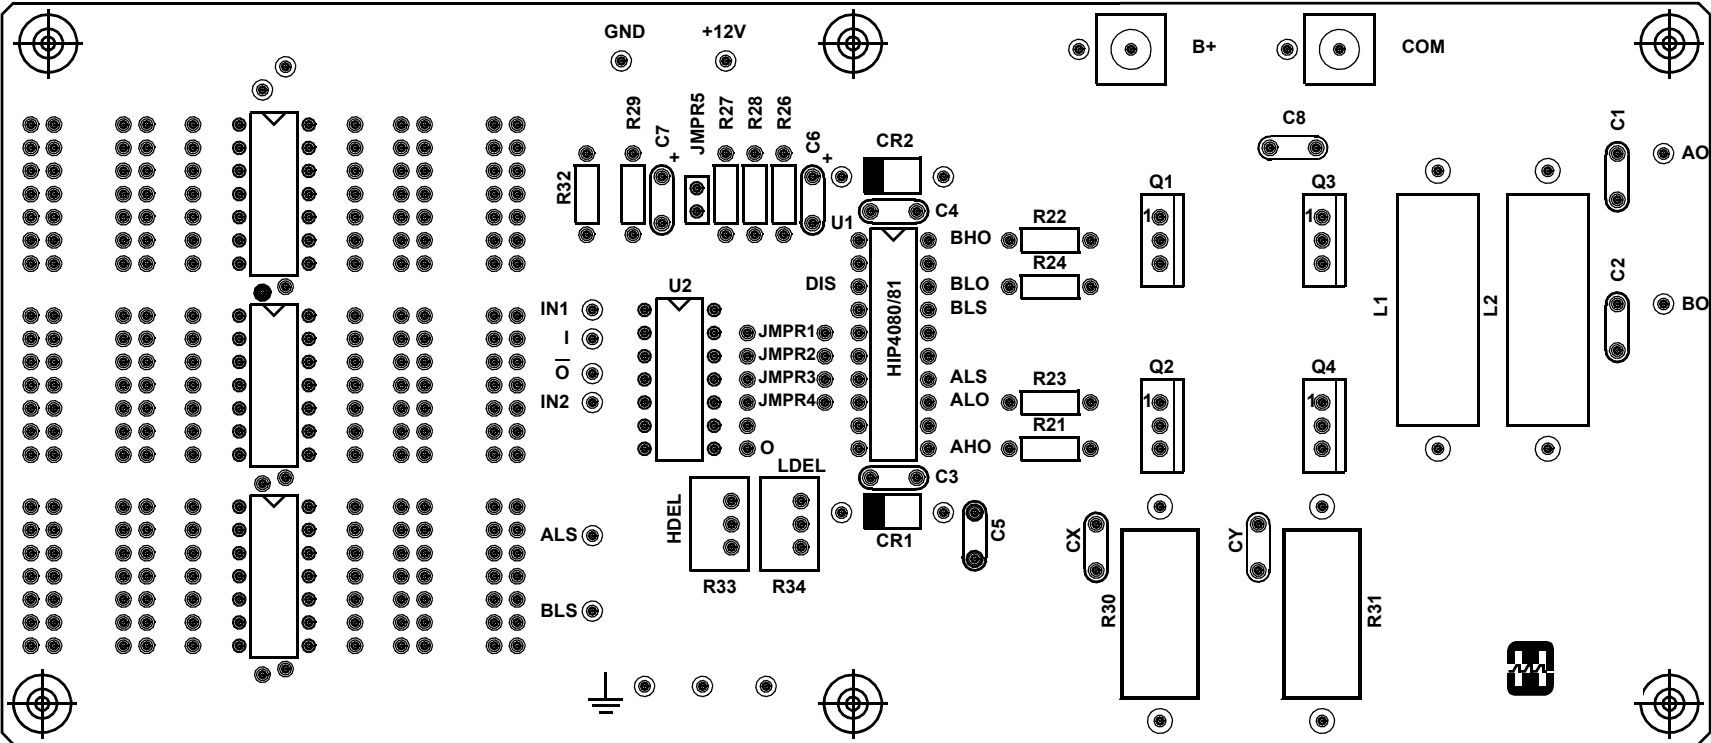 GND
+12V
B+
COM
R29
C7
+
JMPR5
R27
R28
R26
C6
+
CR2
C8
C1
AO
R32
U1
C4
Q1
Q3
R22
BHO
1
1
R24
DIS
BLO
BLS
C2
BO
U2
IN1
I
O
IN2
JMPR1
JMPR2
JMPR3
JMPR4
O
HIP4080/81
L1
L2
ALS
ALO
AHO
R23
R21
Q2
Q4
1
1
LDEL
HDEL
C3
CR1
C5
CX
CY
R33
R34
R30
R31
ALS
BLS